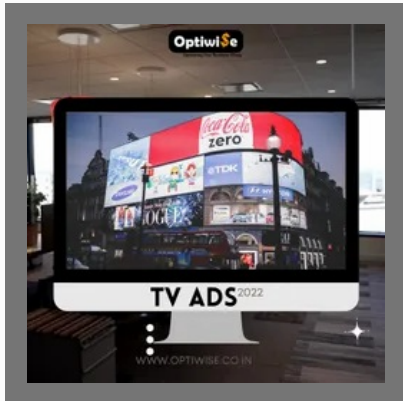 OptiwiSe
Coca-Cola
zero
TDK
SAMSUNG
VOGUE
TV ADS 2022
WWW.OPTIWISE.CO.IN